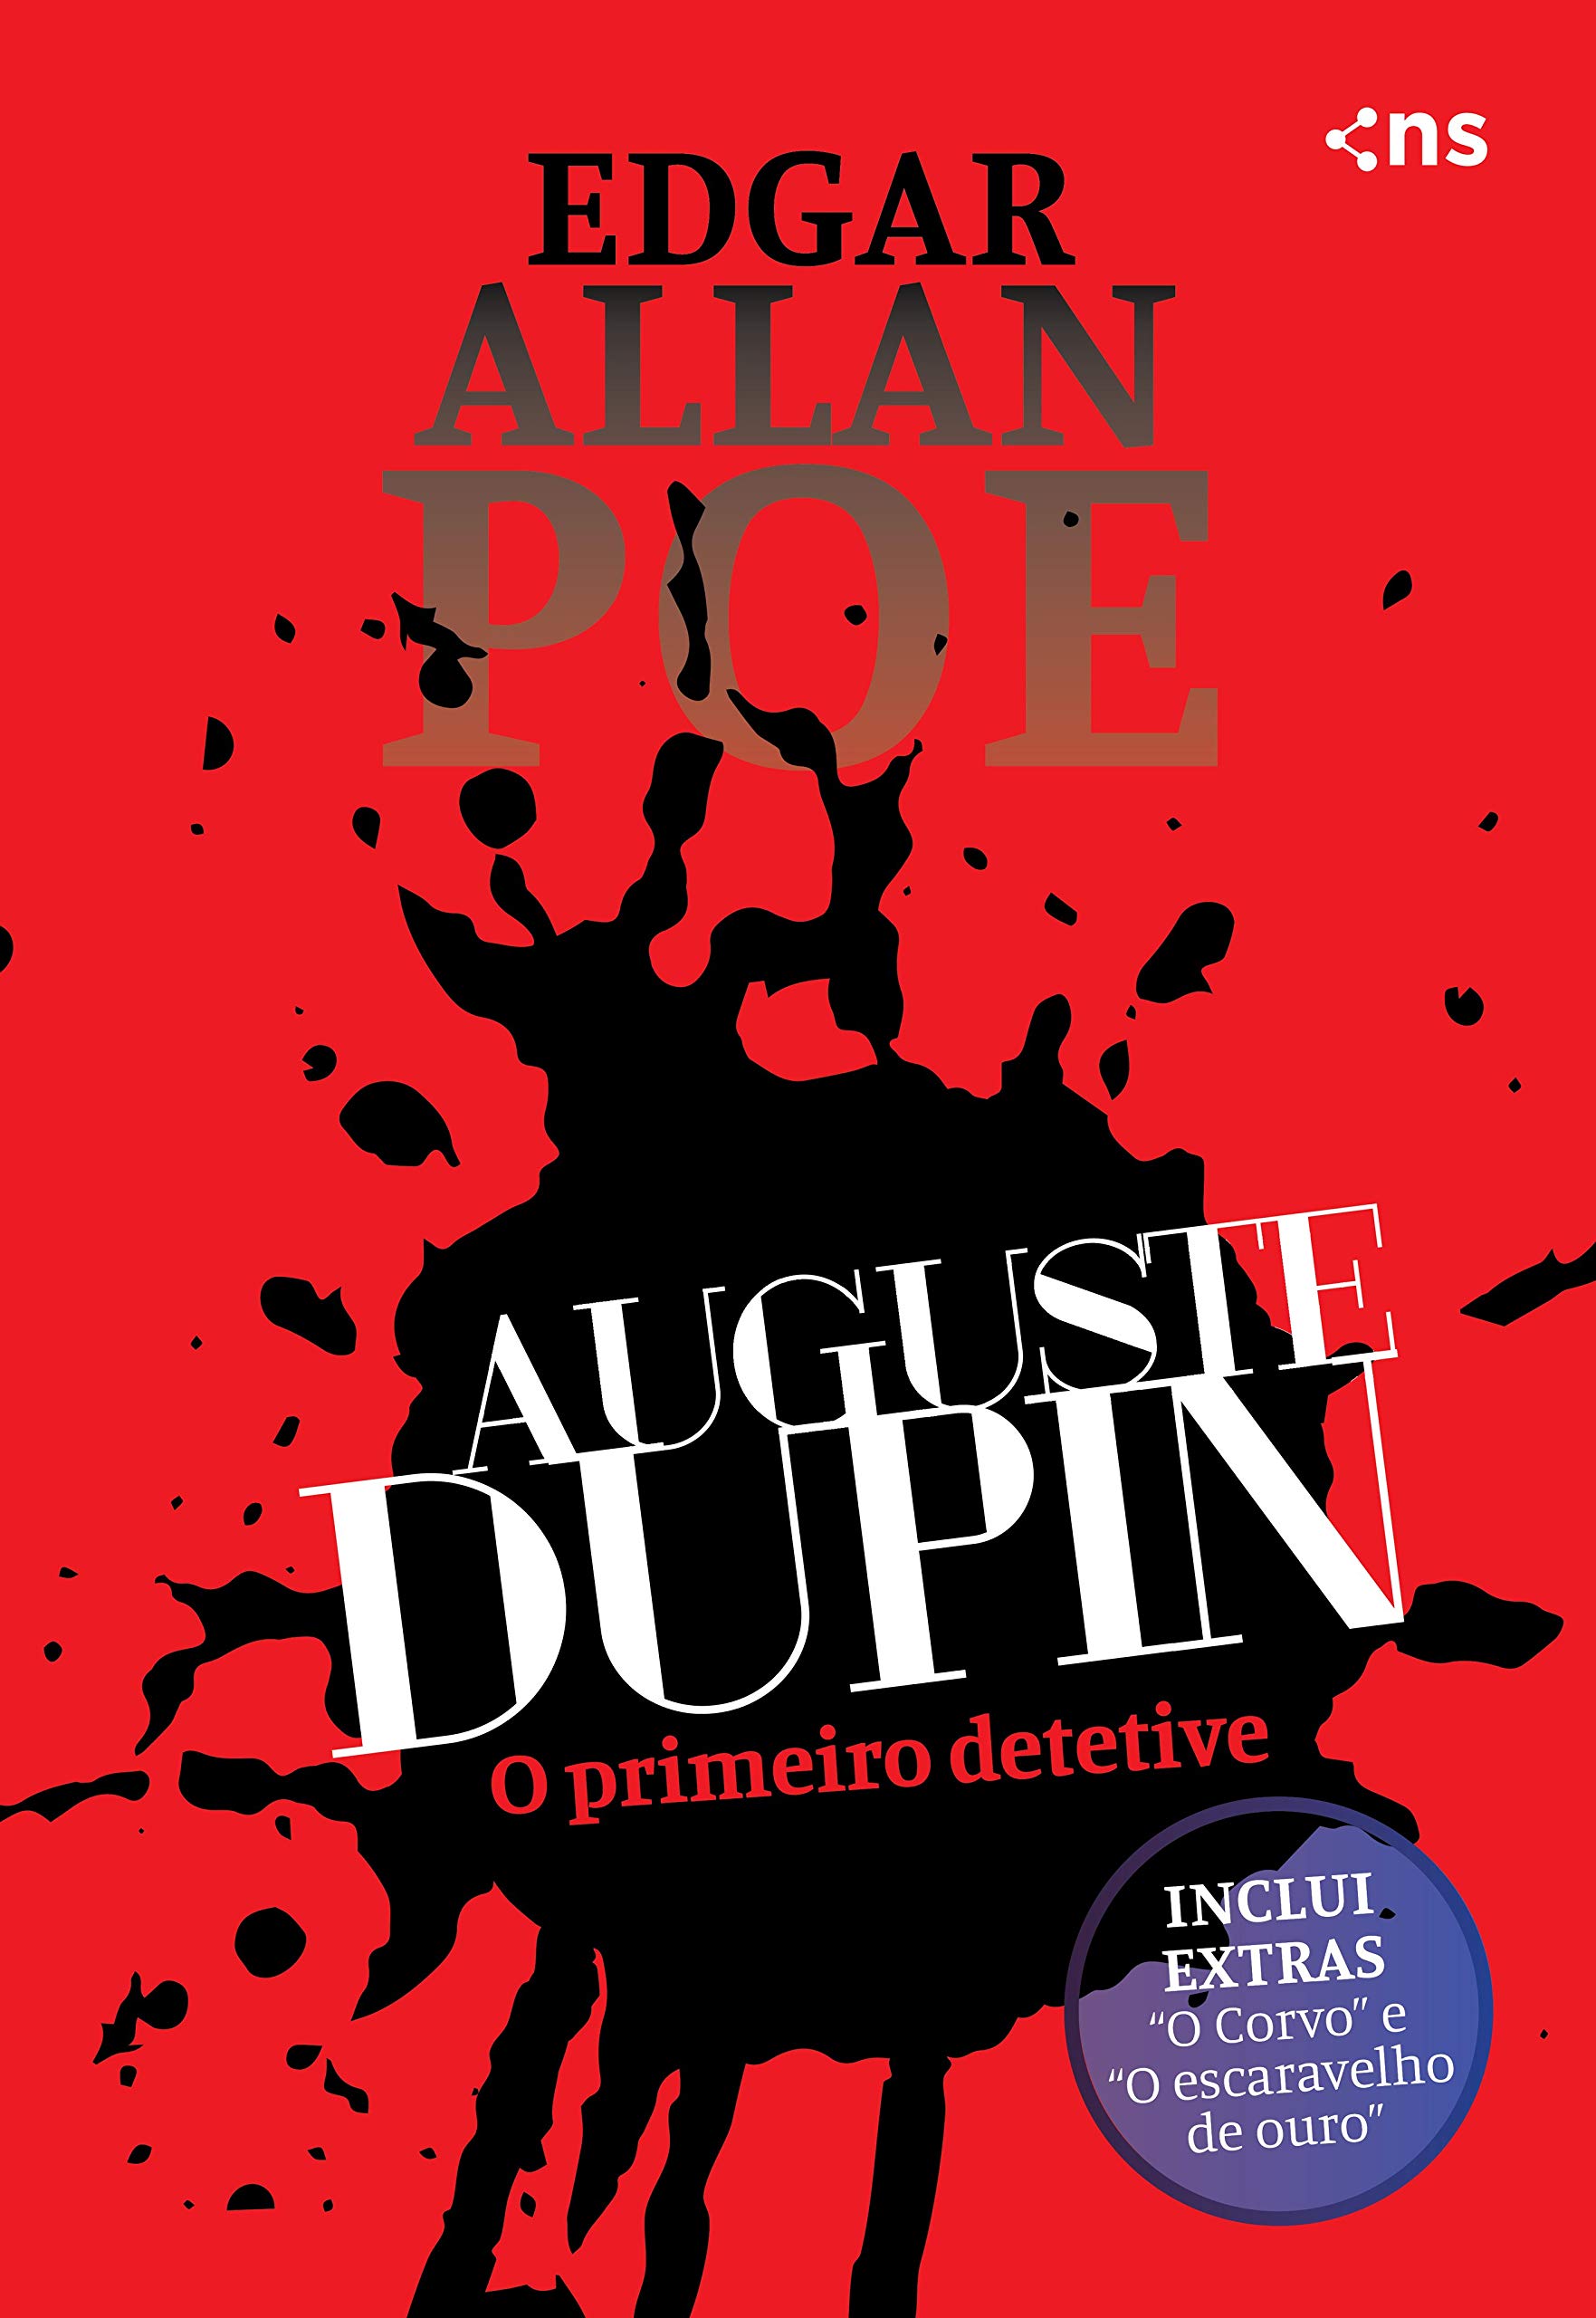 ns
EDGAR
ALLAN
POE
AUGUSTE
DUPIN
o primeiro detetive
INCLUI
EXTRAS
“O Corvo” e
“O escaravelho
de ouro”